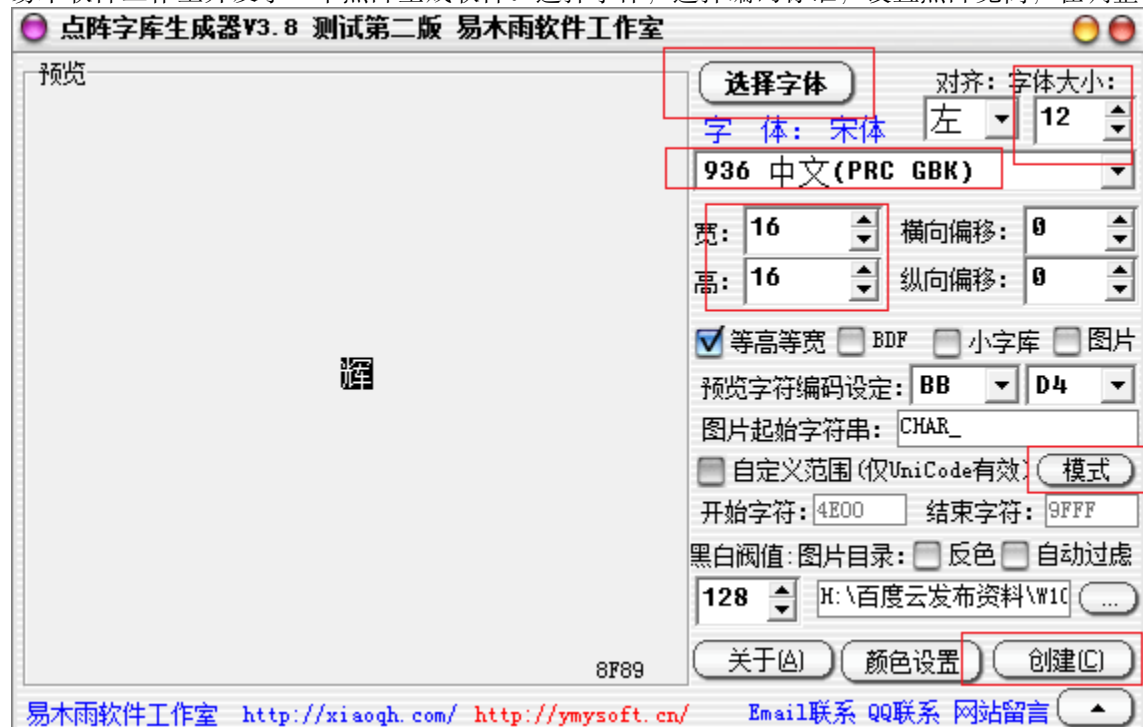 点阵字库生成器V3.8 测试第二版 易木雨软件工作室
预览
选择字体
对齐: 字体大小:
字 体: 宋体
左
12
936 中文(PRC GBK)
宽: 16 横向偏移: 0
高: 16 纵向偏移: 0
等高等宽 BDF 小字库 图片
辉
预览字符编码设定: BB D4
图片起始字符串: CHAR_
自定义范围(仅UniCode有效) 模式
开始字符: 4E00 结束字符: 9FFF
黑白阀值: 图片目录: 反色 自动过虑
128 H:\百度云发布资料\W10 ...
8F89
关于(A) 颜色设置 创建(C)
易木雨软件工作室 http://xiaoqh.com/ http://ymysoft.cn/ Email联系 QQ联系 网站留言